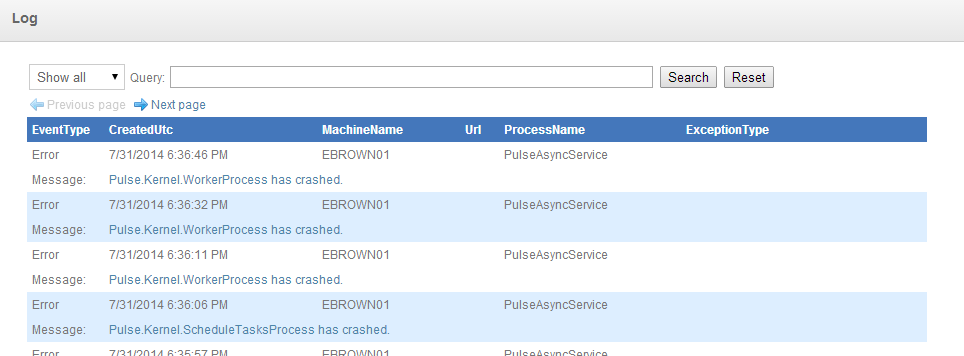 Log
Show all Query: Search Reset
Previous page Next page
EventType CreatedUtc MachineName Url ProcessName ExceptionType
Error 7/31/2014 6:36:46 PM EBROWN01 PulseAsyncService
Message: Pulse.Kernel.WorkerProcess has crashed.
Error 7/31/2014 6:36:32 PM EBROWN01 PulseAsyncService
Message: Pulse.Kernel.WorkerProcess has crashed.
Error 7/31/2014 6:36:11 PM EBROWN01 PulseAsyncService
Message: Pulse.Kernel.WorkerProcess has crashed.
Error 7/31/2014 6:36:06 PM EBROWN01 PulseAsyncService
Message: Pulse.Kernel.ScheduleTasksProcess has crashed.
Error 7/31/2014 6:35:57 PM EBROWN01 PulseAsyncService